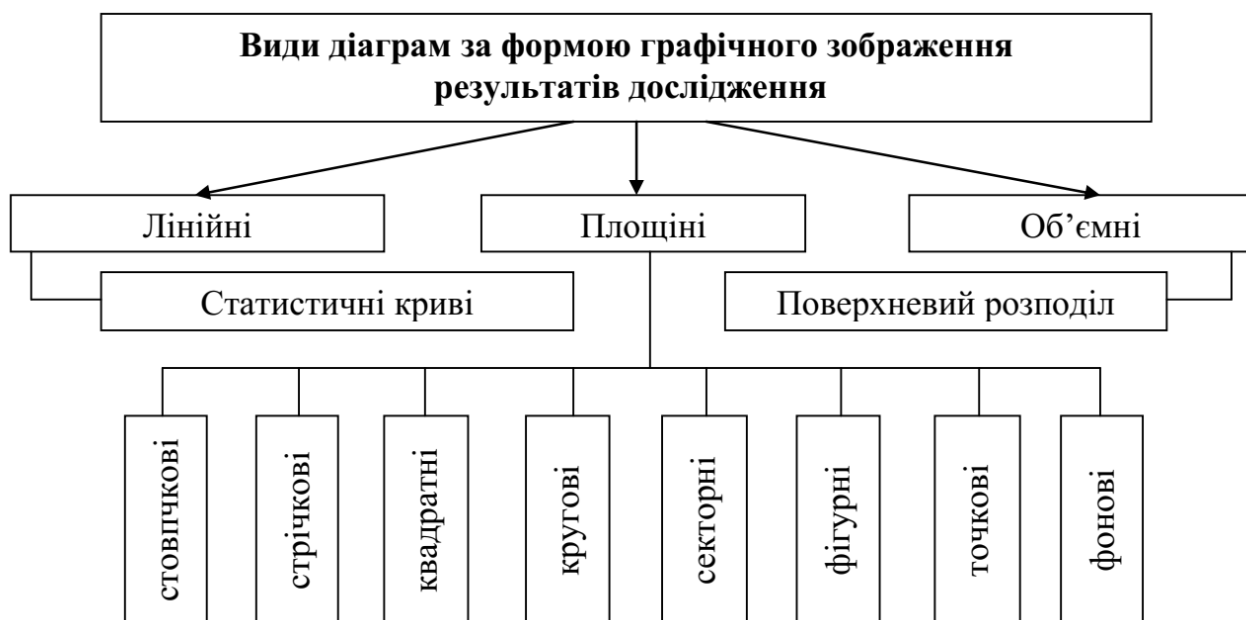 Види діаграм за формою графічного зображення
результатів дослідження
Лінійні
Площіні
Об’ємні
Статистичні криві
Поверхневий розподіл
стовпчкові
стрічкові
квадратні
кругові
секторні
фігурні
точкові
фонові